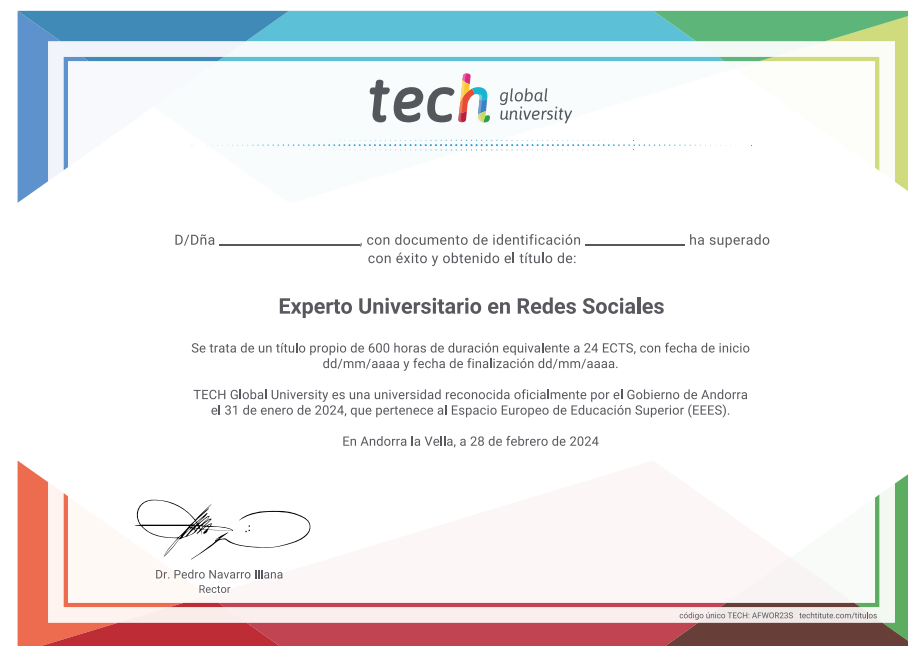 tech global university
D/Dña ______________________, con documento de identificación ________________ ha superado
con éxito y obtenido el título de:
Experto Universitario en Redes Sociales
Se trata de un título propio de 600 horas de duración equivalente a 24 ECTS, con fecha de inicio
dd/mm/aaaa y fecha de finalización dd/mm/aaaa.
TECH Global University es una universidad reconocida oficialmente por el Gobierno de Andorra
el 31 de enero de 2024, que pertenece al Espacio Europeo de Educación Superior (EEES).
En Andorra la Vella, a 28 de febrero de 2024
Dr. Pedro Navarro Illana
Rector
código único TECH: AFWOR23S techtitute.com/titulos